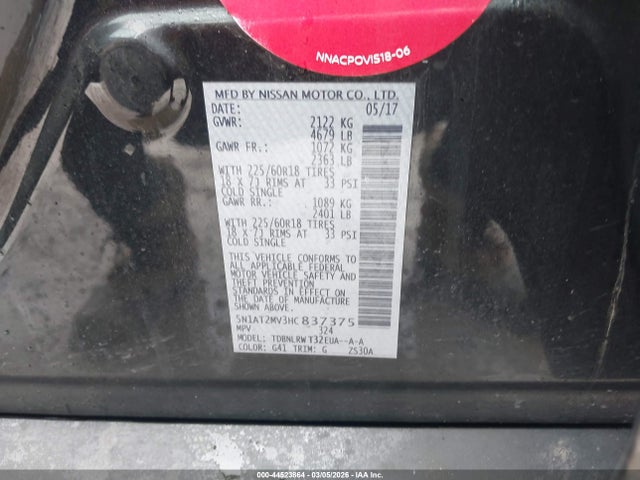 NNACPOVIS18-06
MFD BY NISSAN MOTOR CO., LTD.
DATE: 05/17
GVWR: 2122 KG
4679 LB
GAWR FR.: 1072 KG
2363 LB
WITH 225/60R18 TIRES
18 X 7J RIMS AT 33 PSI
COLD SINGLE
GAWR RR.: 1089 KG
2401 LB
WITH 225/60R18 TIRES
18 X 7J RIMS AT 33 PSI
COLD SINGLE
THIS VEHICLE CONFORMS TO
ALL APPLICABLE FEDERAL
MOTOR VEHICLE SAFETY AND
THEFT PREVENTION
STANDARDS IN EFFECT ON
THE DATE OF MANUFACTURE
SHOWN ABOVE.
5N1AT2MV3HC837375
MPV 324
MODEL: TDBNLRWT32EUA--A-A
COLOR: G41 TRIM: G ZS30A
000-44523864 - 03/05/2026 - IAA Inc.